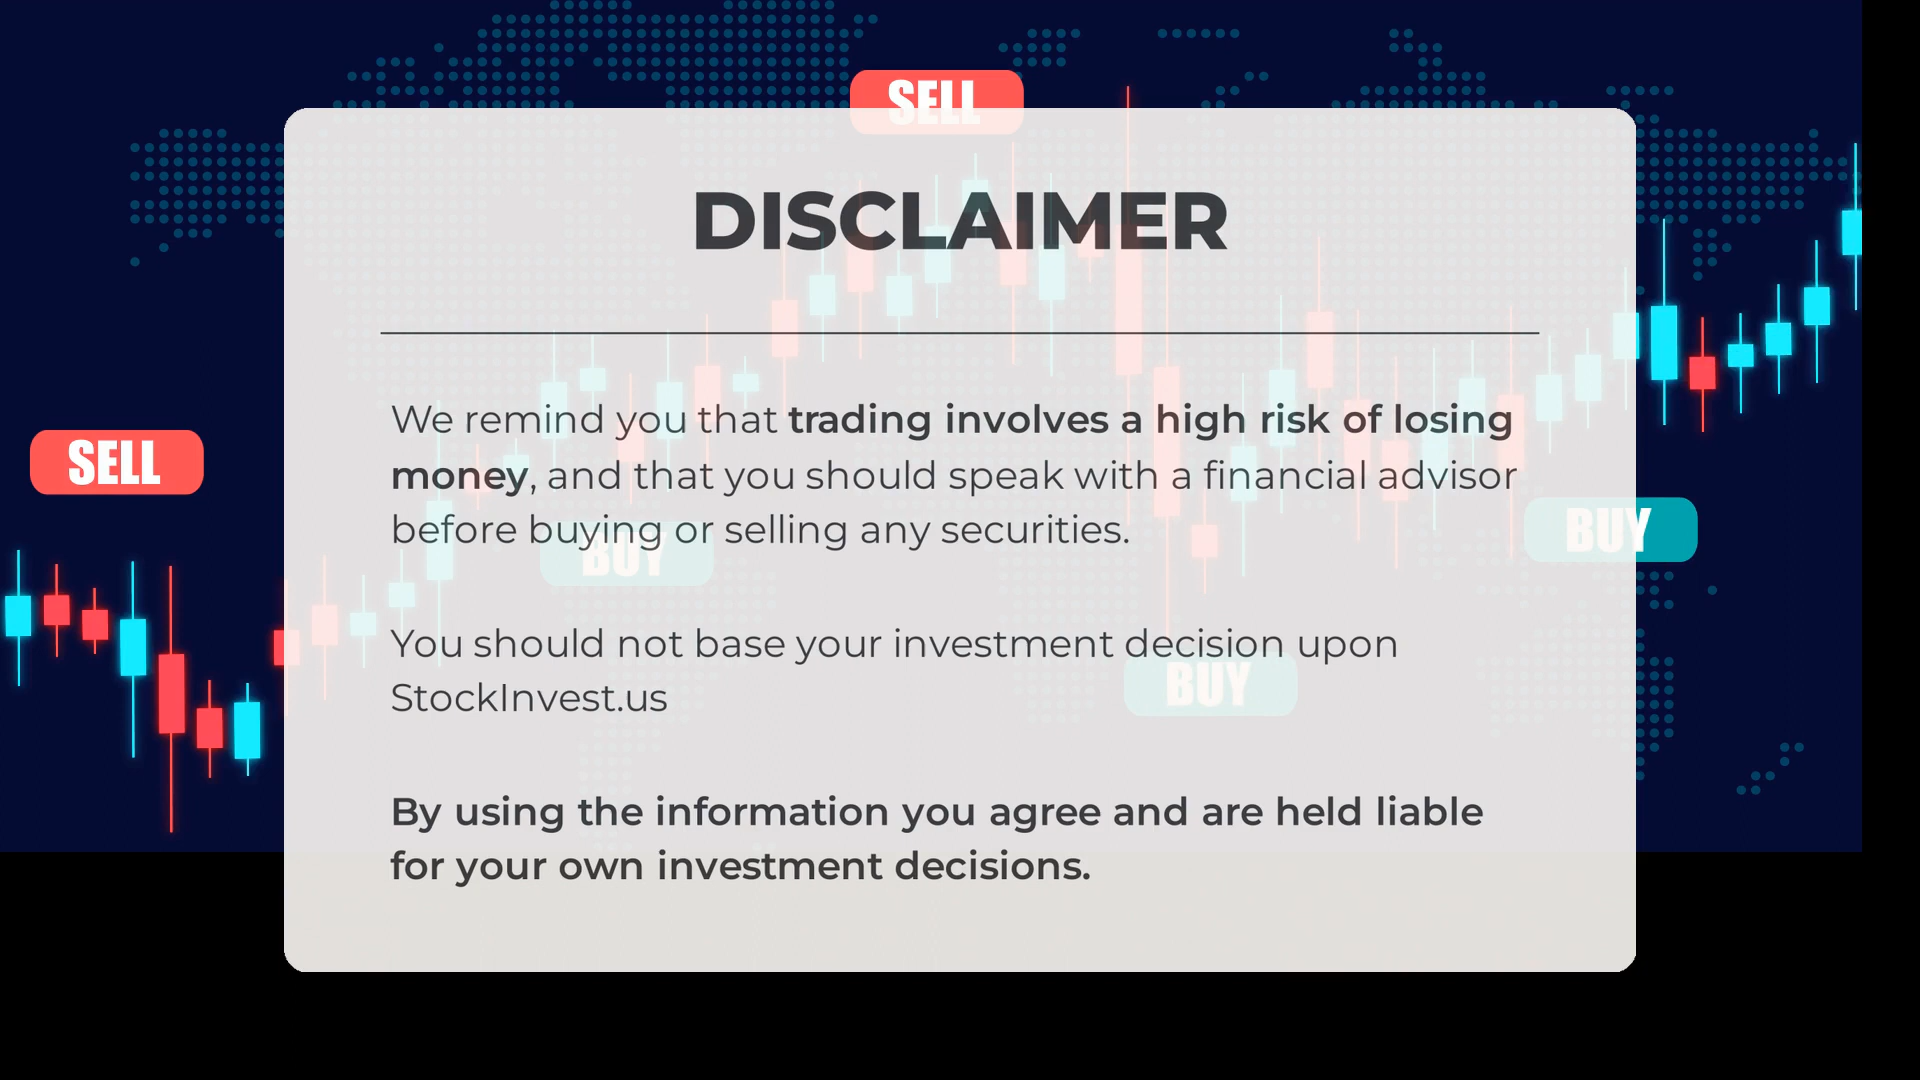 SELL
DISCLAIMER
We remind you that trading involves a high risk of losing
money, and that you should speak with a financial advisor
before buying or selling any securities.
SELL
BUY
BUY
You should not base your investment decision upon
StockInvest.us
BUY
By using the information you agree and are held liable
for your own investment decisions.